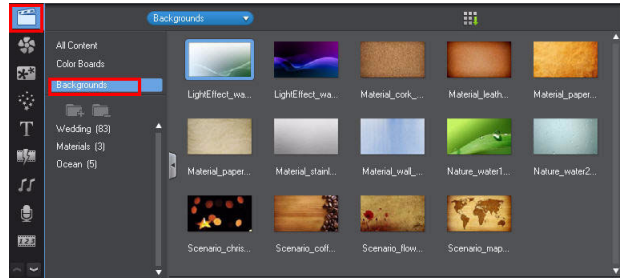 Backgrounds
All Content
Color Boards
Backgrounds
Wedding (83)
Materials (3)
Ocean (5)
T
123
LightEffect_wa...
LightEffect_wa...
Material_cork_...
Material_leath...
Material_paper...
Material_paper...
Material_stainl...
Material_wall_...
Nature_water1...
Nature_water2...
Scenario_chris...
Scenario_coff...
Scenario_flow...
Scenario_map...